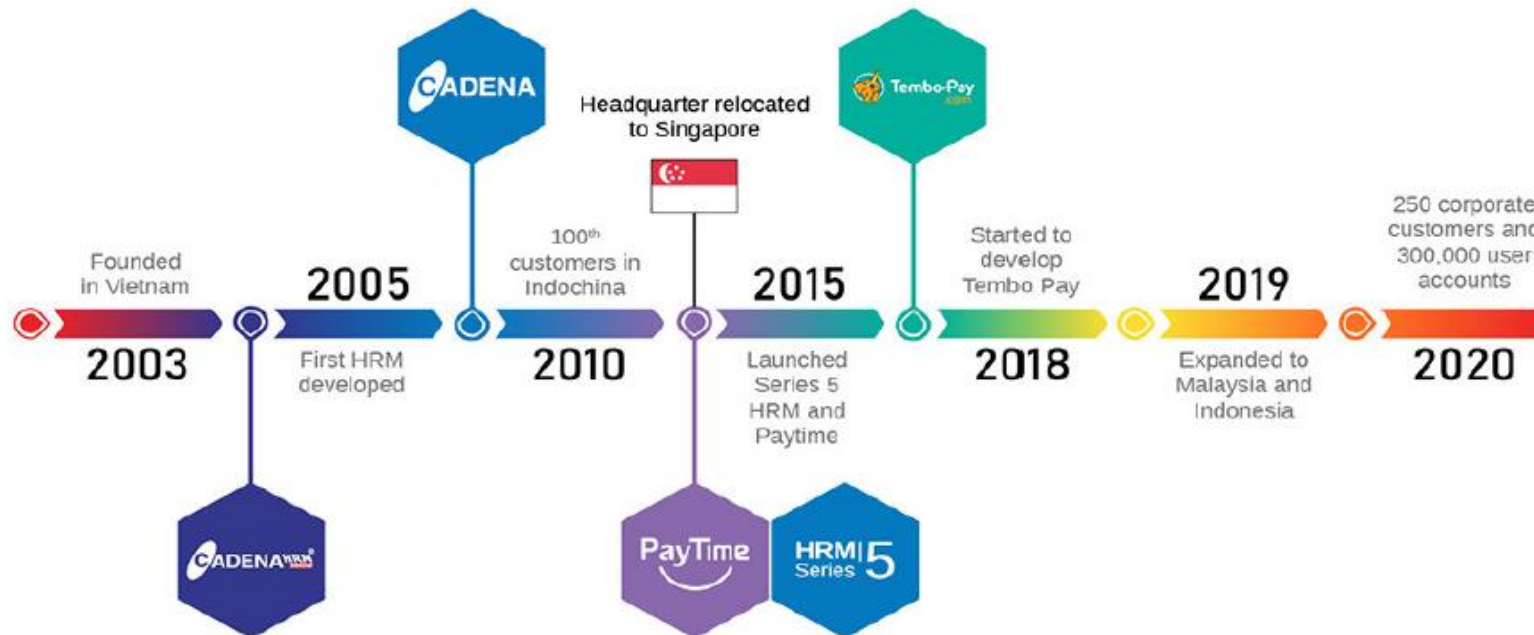 CADENA
Headquarter relocated
to Singapore
Tembo-Pay
.com
Founded
in Vietnam
2003
2005
First HRM
developed
100th
customers in
Indochina
2010
2015
Launched
Series 5
HRM and
Paytime
Started to
develop
Tembo Pay
2018
2019
Expanded to
Malaysia and
Indonesia
250 corporate
customers and
300,000 user
accounts
2020
CADENA
PayTime
HRM 5
Series